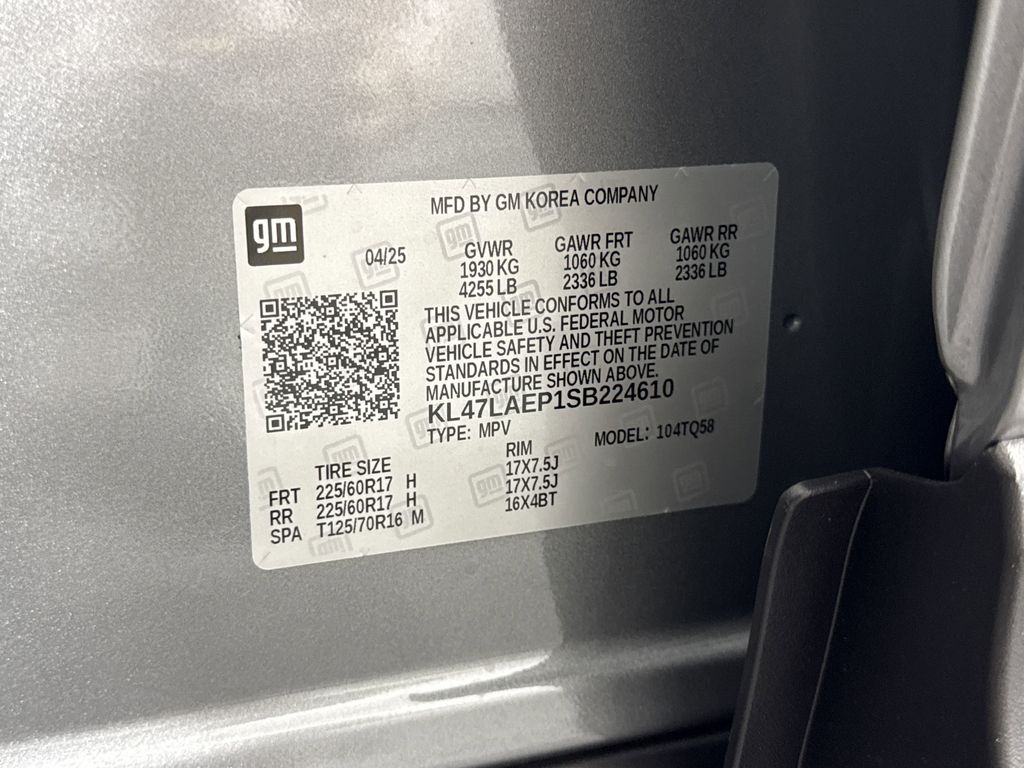 MFD BY GM KOREA COMPANY
gm
04/25
GVWR GAWR FRT GAWR RR
1930 KG 1060 KG 1060 KG
4255 LB 2336 LB 2336 LB
THIS VEHICLE CONFORMS TO ALL
APPLICABLE U.S. FEDERAL MOTOR
VEHICLE SAFETY AND THEFT PREVENTION
STANDARDS IN EFFECT ON THE DATE OF
MANUFACTURE SHOWN ABOVE.
KL47LAEP1SB224610
TYPE: MPV MODEL: 104TQ58
TIRE SIZE RIM
FRT 225/60R17 H 17X7.5J
RR 225/60R17 H 17X7.5J
SPA T125/70R16 M 16X4BT